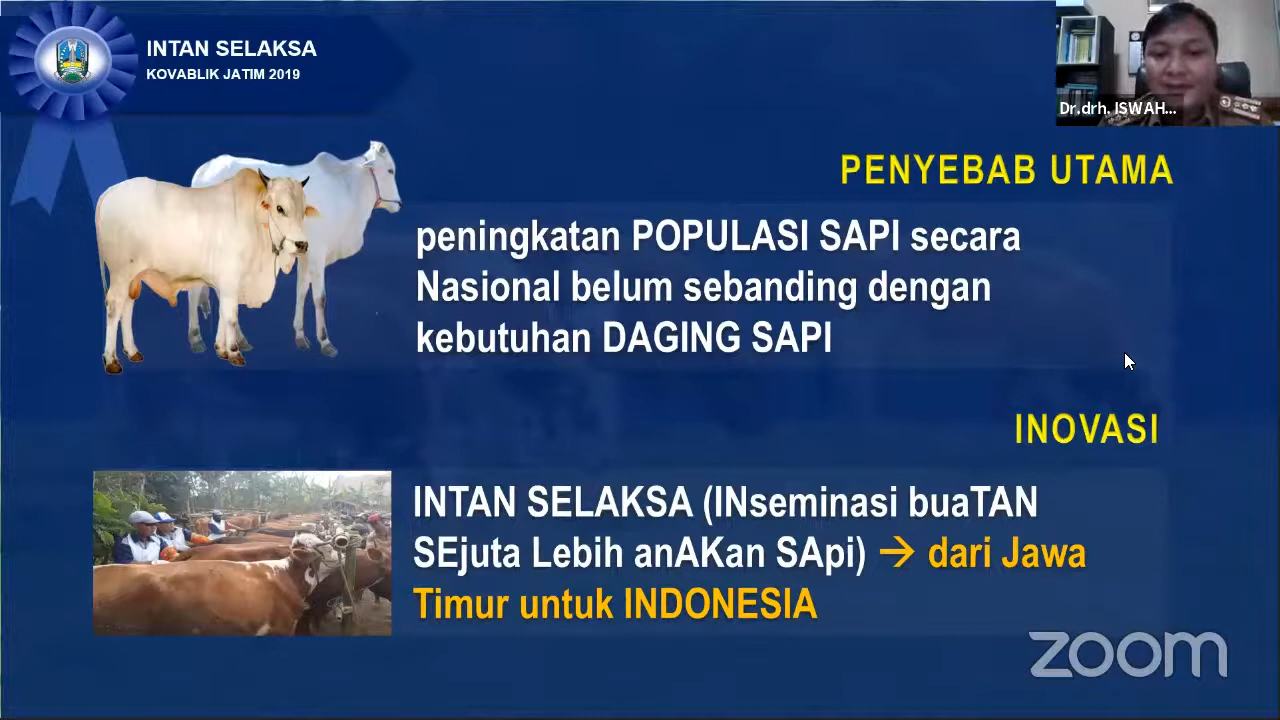 INTAN SELAKSA
KOVABLIK JATIM 2019
Dr.drh. ISWAH...
PENYEBAB UTAMA
peningkatan POPULASI SAPI secara
Nasional belum sebanding dengan
kebutuhan DAGING SAPI
INOVASI
INTAN SELAKSA (INseminasi buaTAN
SEjuta Lebih anAKan SApi) → dari Jawa
Timur untuk INDONESIA
zoom